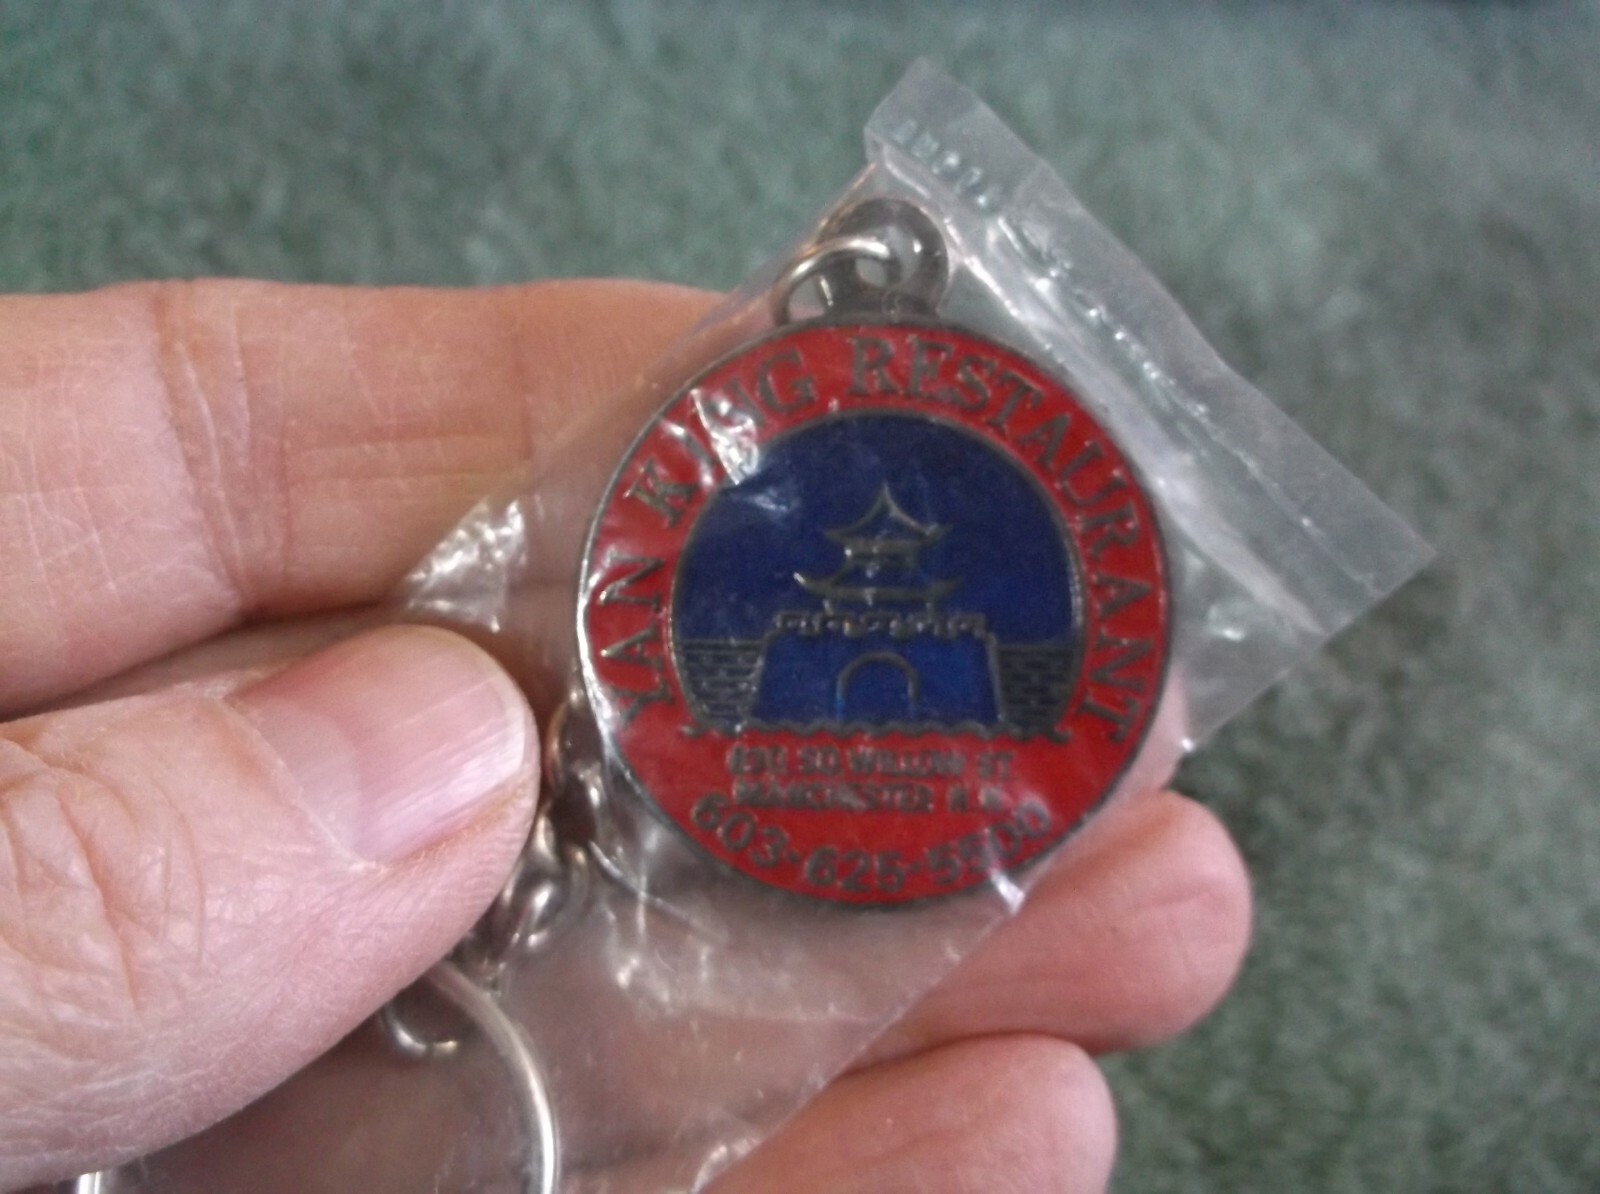 YAN KING RESTAURANT
SO WILLOW ST
MANCHESTER N.H.
603-625-5500